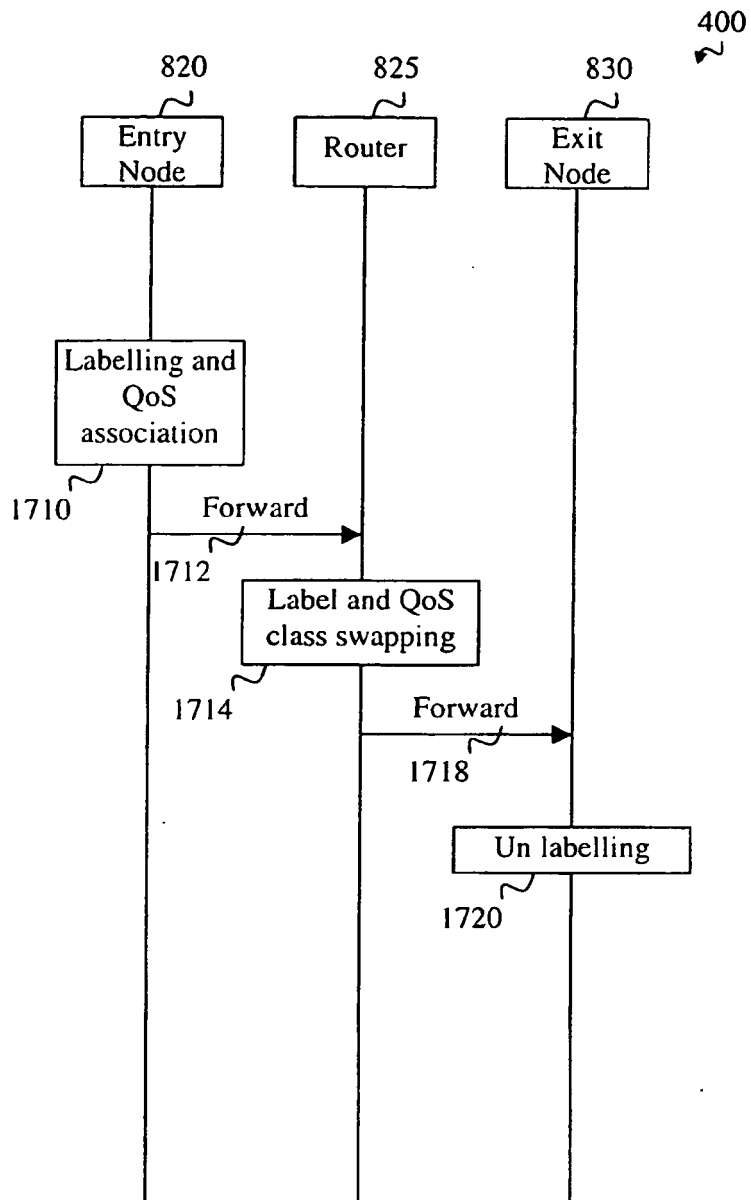 400
820
825
830
Entry
Node
Router
Exit
Node
Labelling and
QoS
association
1710
Forward
1712
Label and QoS
class swapping
1714
Forward
1718
Un labelling
1720